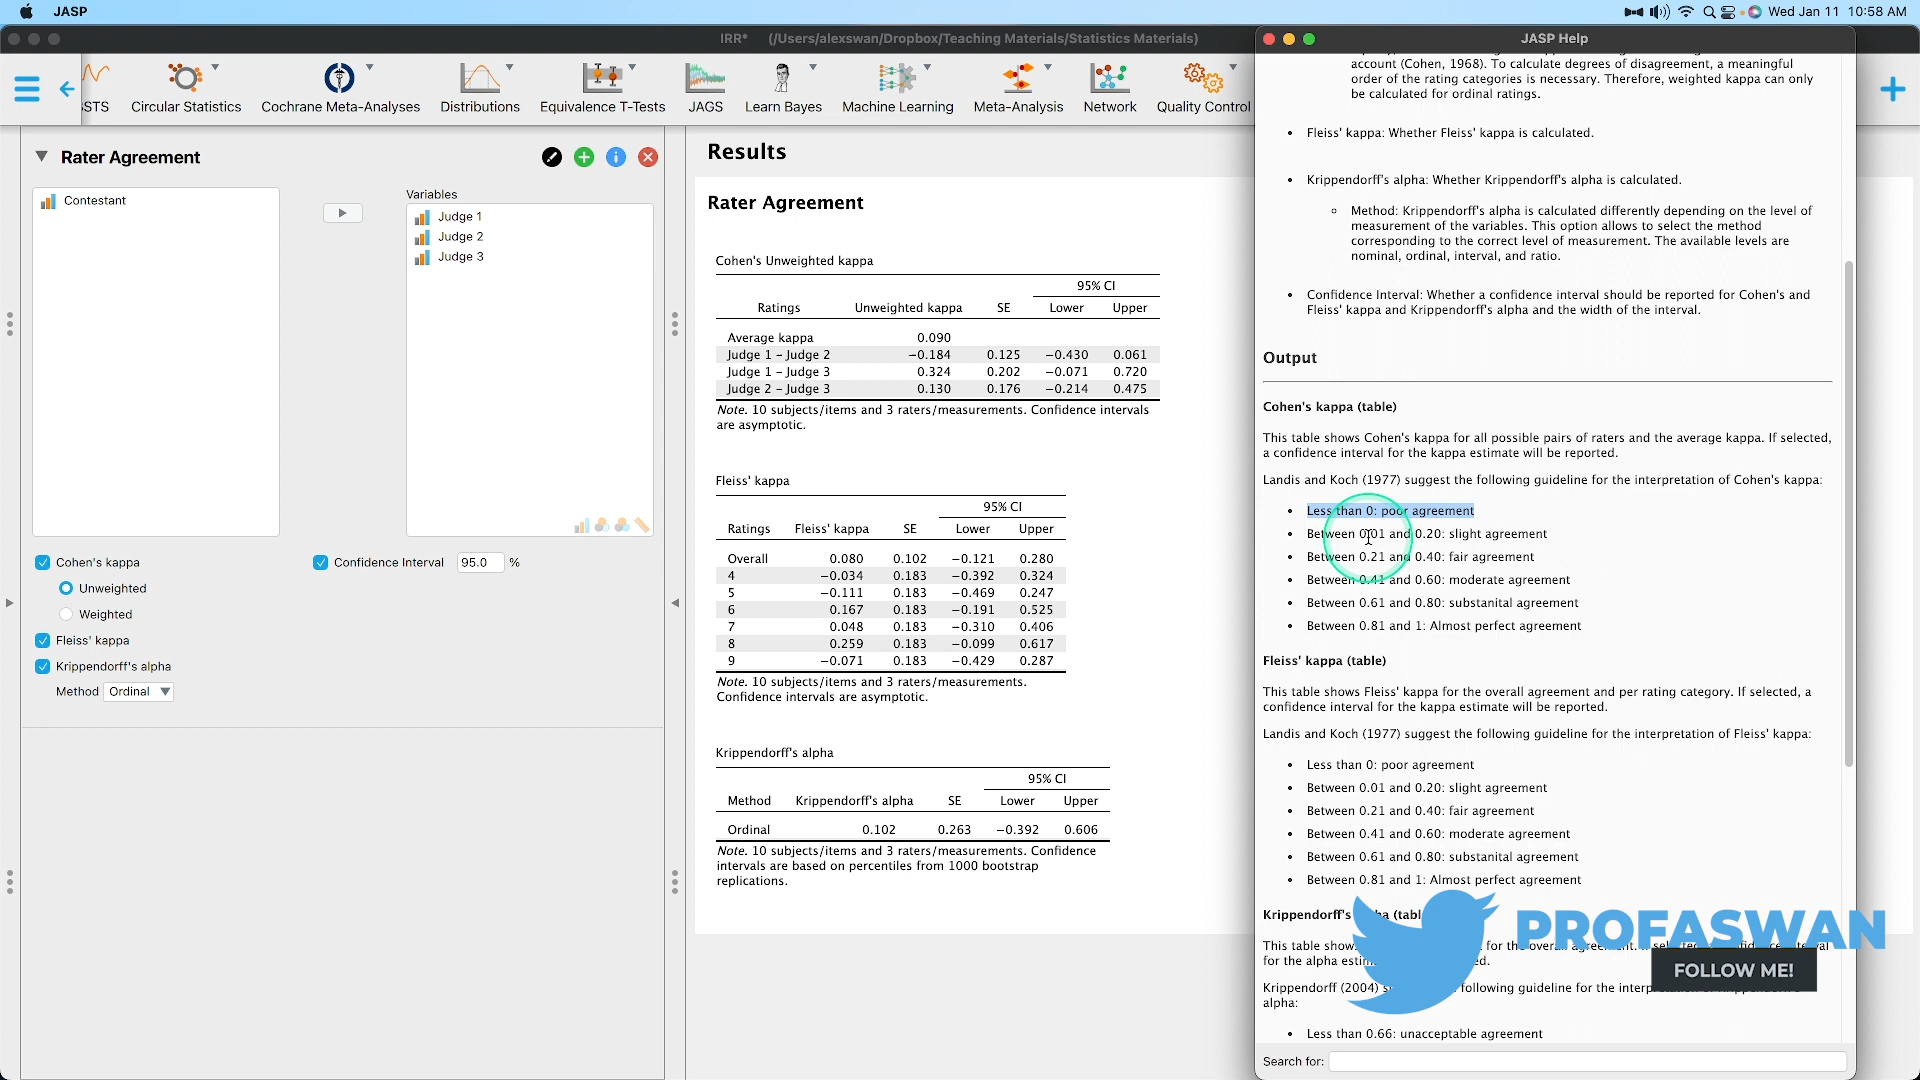 JASP
Wed Jan 11 10:58 AM
IRR* (/Users/alexswan/Dropbox/Teaching Materials/Statistics Materials)
STS
Circular Statistics
Cochrane Meta-Analyses
Distributions
Equivalence T-Tests
JAGS
Learn Bayes
Machine Learning
Meta-Analysis
Network
Quality Control
Rater Agreement
Contestant
Variables
Judge 1
Judge 2
Judge 3
Cohen's kappa
Unweighted
Weighted
Fleiss' kappa
Krippendorff's alpha
Method Ordinal
Confidence Interval 95.0 %
Results
Rater Agreement
Cohen's Unweighted kappa
95% CI
Ratings Unweighted kappa SE Lower Upper
Average kappa 0.090
Judge 1 - Judge 2 −0.184 0.125 −0.430 0.061
Judge 1 - Judge 3 0.324 0.202 −0.071 0.720
Judge 2 - Judge 3 0.130 0.176 −0.214 0.475
Note. 10 subjects/items and 3 raters/measurements. Confidence intervals
are asymptotic.
Fleiss' kappa
95% CI
Ratings Fleiss' kappa SE Lower Upper
Overall 0.080 0.102 −0.121 0.280
4 −0.034 0.183 −0.392 0.324
5 −0.111 0.183 −0.469 0.247
6 0.167 0.183 −0.191 0.525
7 0.048 0.183 −0.310 0.406
8 0.259 0.183 −0.099 0.617
9 −0.071 0.183 −0.429 0.287
Note. 10 subjects/items and 3 raters/measurements.
Confidence intervals are asymptotic.
Krippendorff's alpha
95% CI
Method Krippendorff's alpha SE Lower Upper
Ordinal 0.102 0.263 −0.392 0.606
Note. 10 subjects/items and 3 raters/measurements. Confidence
intervals are based on percentiles from 1000 bootstrap
replications.
JASP Help
account (Cohen, 1968). To calculate degrees of disagreement, a meaningful
order of the rating categories is necessary. Therefore, weighted kappa can only
be calculated for ordinal ratings.
• Fleiss' kappa: Whether Fleiss' kappa is calculated.
• Krippendorff's alpha: Whether Krippendorff's alpha is calculated.
◦ Method: Krippendorff's alpha is calculated differently depending on the level of
measurement of the variables. This option allows to select the method
corresponding to the correct level of measurement. The available levels are
nominal, ordinal, interval, and ratio.
• Confidence Interval: Whether a confidence interval should be reported for Cohen's and
Fleiss' kappa and Krippendorff's alpha and the width of the interval.
Output
Cohen's kappa (table)
This table shows Cohen's kappa for all possible pairs of raters and the average kappa. If selected,
a confidence interval for the kappa estimate will be reported.
Landis and Koch (1977) suggest the following guideline for the interpretation of Cohen's kappa:
• Less than 0: poor agreement
• Between 0.01 and 0.20: slight agreement
• Between 0.21 and 0.40: fair agreement
• Between 0.41 and 0.60: moderate agreement
• Between 0.61 and 0.80: substanital agreement
• Between 0.81 and 1: Almost perfect agreement
Fleiss' kappa (table)
This table shows Fleiss' kappa for the overall agreement and per rating category. If selected, a
confidence interval for the kappa estimate will be reported.
Landis and Koch (1977) suggest the following guideline for the interpretation of Fleiss' kappa:
• Less than 0: poor agreement
• Between 0.01 and 0.20: slight agreement
• Between 0.21 and 0.40: fair agreement
• Between 0.41 and 0.60: moderate agreement
• Between 0.61 and 0.80: substanital agreement
• Between 0.81 and 1: Almost perfect agreement
Krippendorff's (table
This table for the
for the alpha
Krippendorff (2004) following guideline for the
alpha:
• Less than 0.66: unacceptable agreement
Search for:
PROFASWAN
FOLLOW ME!